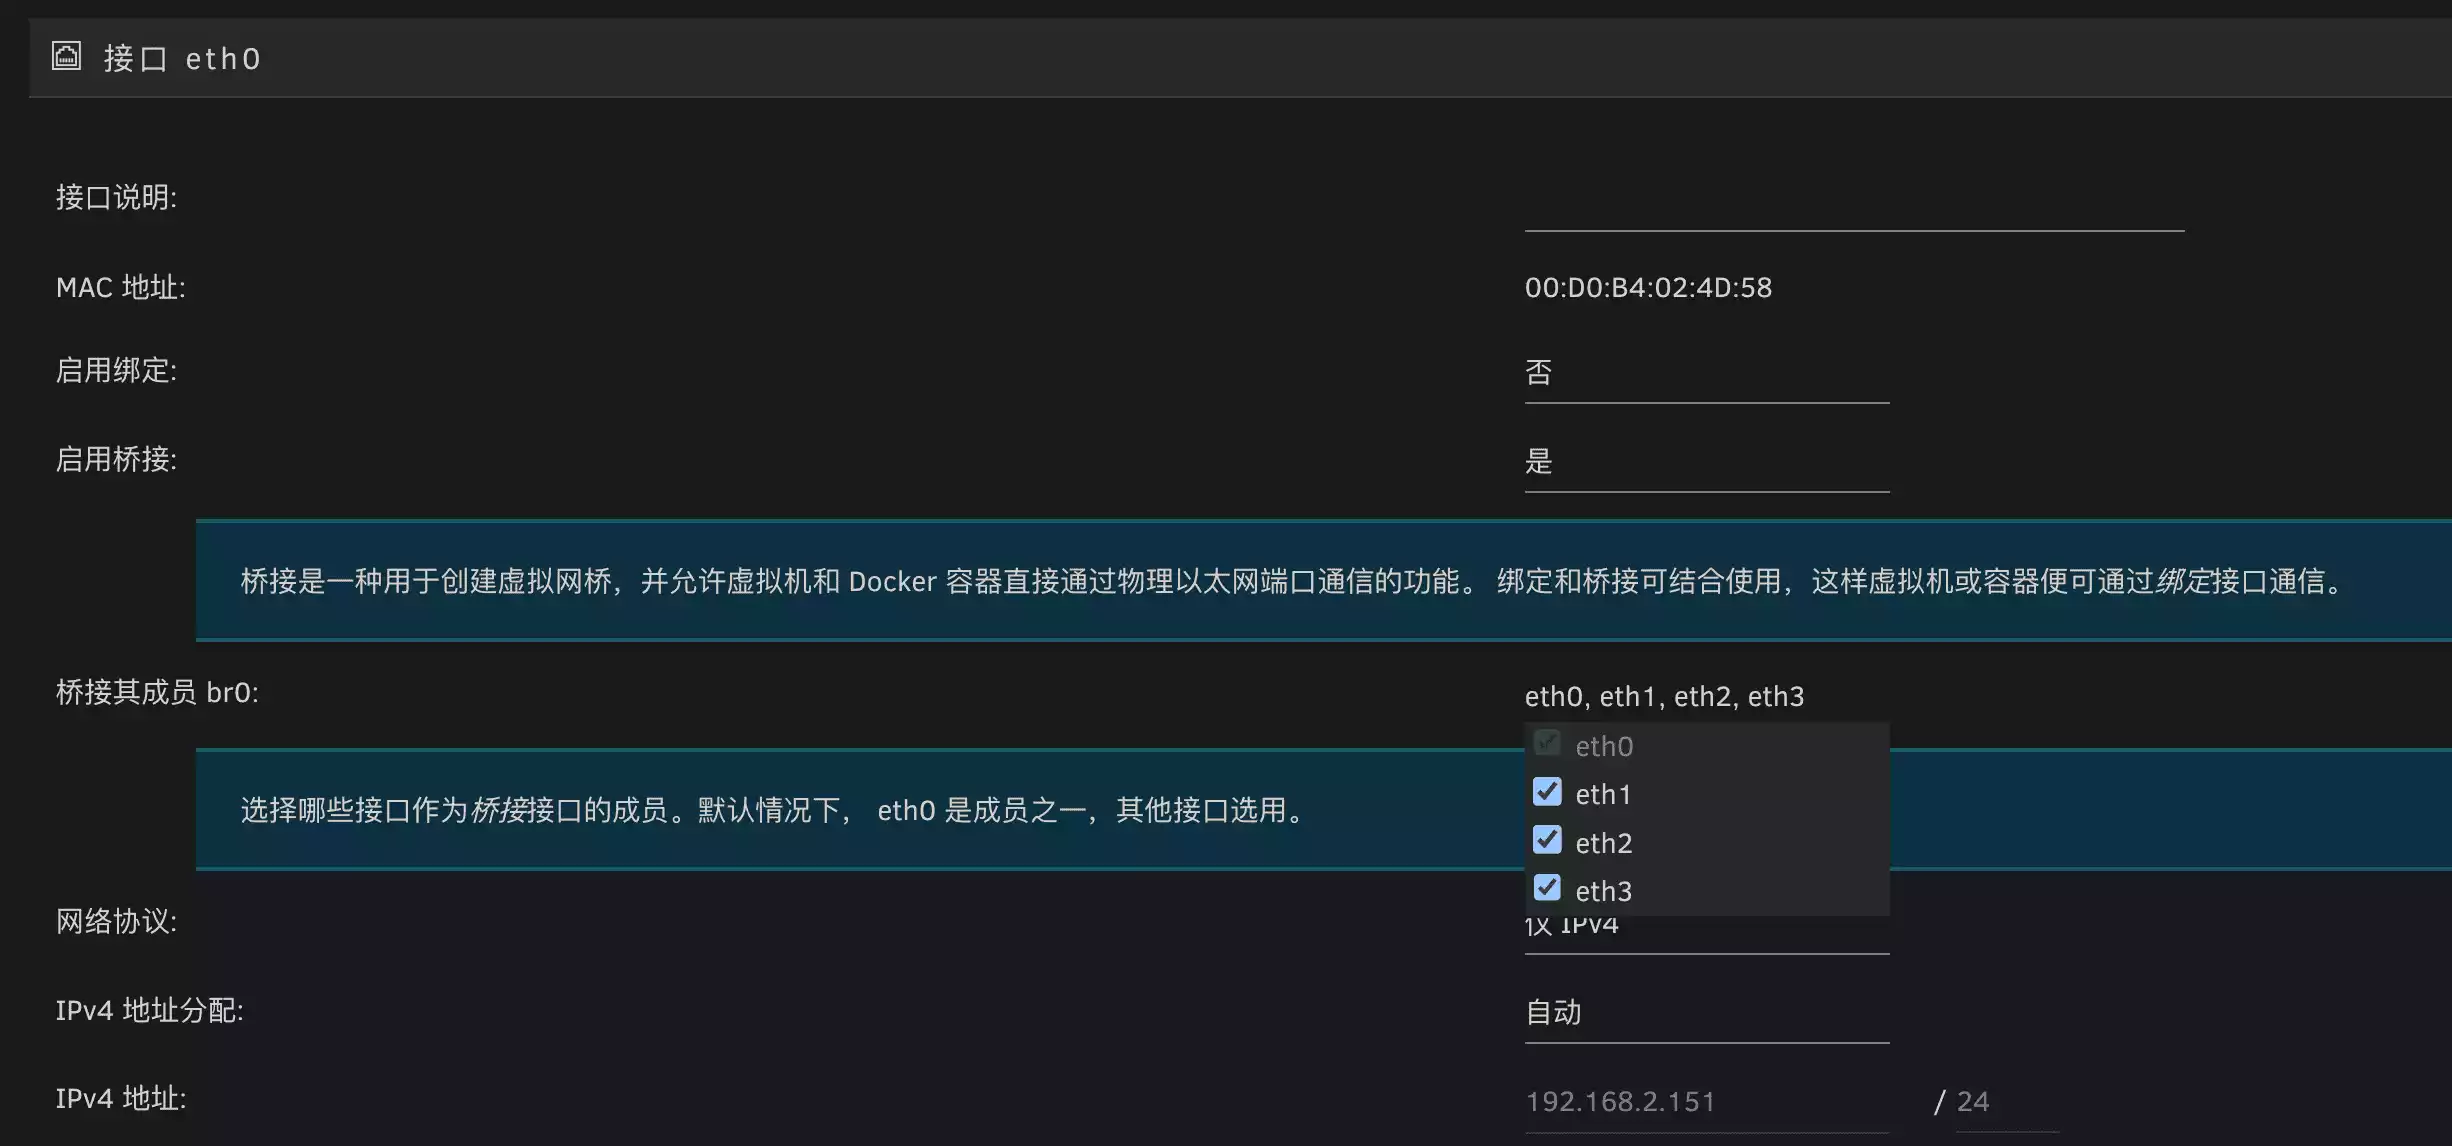 接口 eth0
接口说明:
MAC 地址: 00:D0:B4:02:4D:58
启用绑定: 否
启用桥接: 是
桥接是一种用于创建虚拟网桥，并允许虚拟机和 Docker 容器直接通过物理以太网端口通信的功能。 绑定和桥接可结合使用，这样虚拟机或容器便可通过绑定接口通信。
桥接其成员 br0: eth0, eth1, eth2, eth3
eth0
eth1
eth2
eth3
选择哪些接口作为桥接接口的成员。默认情况下， eth0 是成员之一，其他接口选用。
网络协议: 仅 IPv4
IPv4 地址分配: 自动
IPv4 地址: 192.168.2.151 / 24